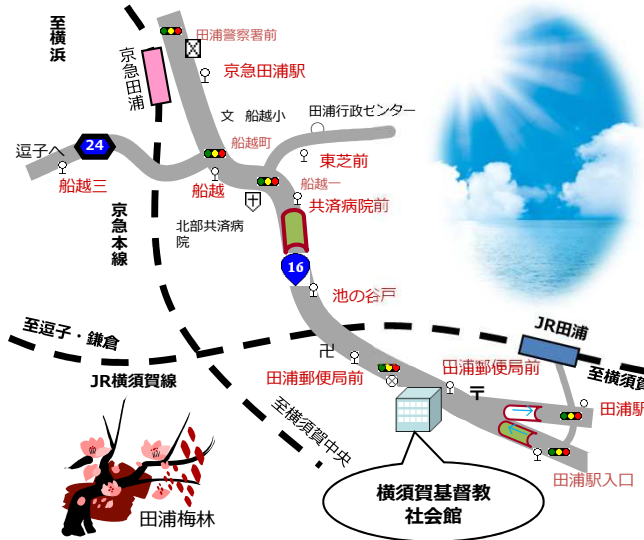 至横浜
田浦警察署前
京急田浦
京急田浦駅
文 船越小
田浦行政センター
24
逗子へ
船越町
東芝前
船越三
船越
船越一
共済病院前
京急本線
北部共済病
院
16
池の谷戸
至逗子・鎌倉
JR田浦
卍
田浦郵便局前
田浦郵便局前
〒
至横須賀
JR横須賀線
至横須賀中央
田浦駅
田浦駅入口
横須賀基督教
社会館
田浦梅林